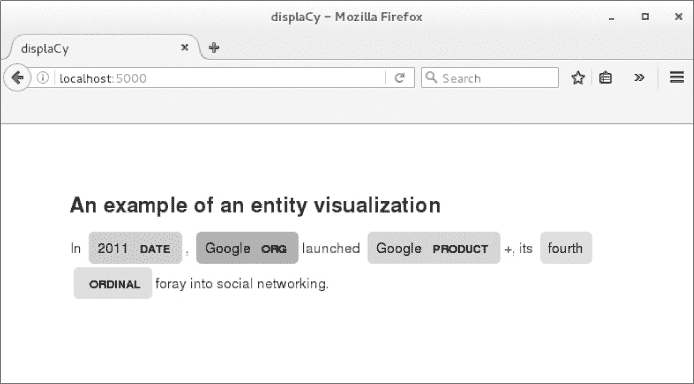 displaCy – Mozilla Firefox
displaCy
localhost:5000
Search
An example of an entity visualization
In 2011 DATE , Google ORG launched Google PRODUCT +, its fourth
ORDINAL foray into social networking.